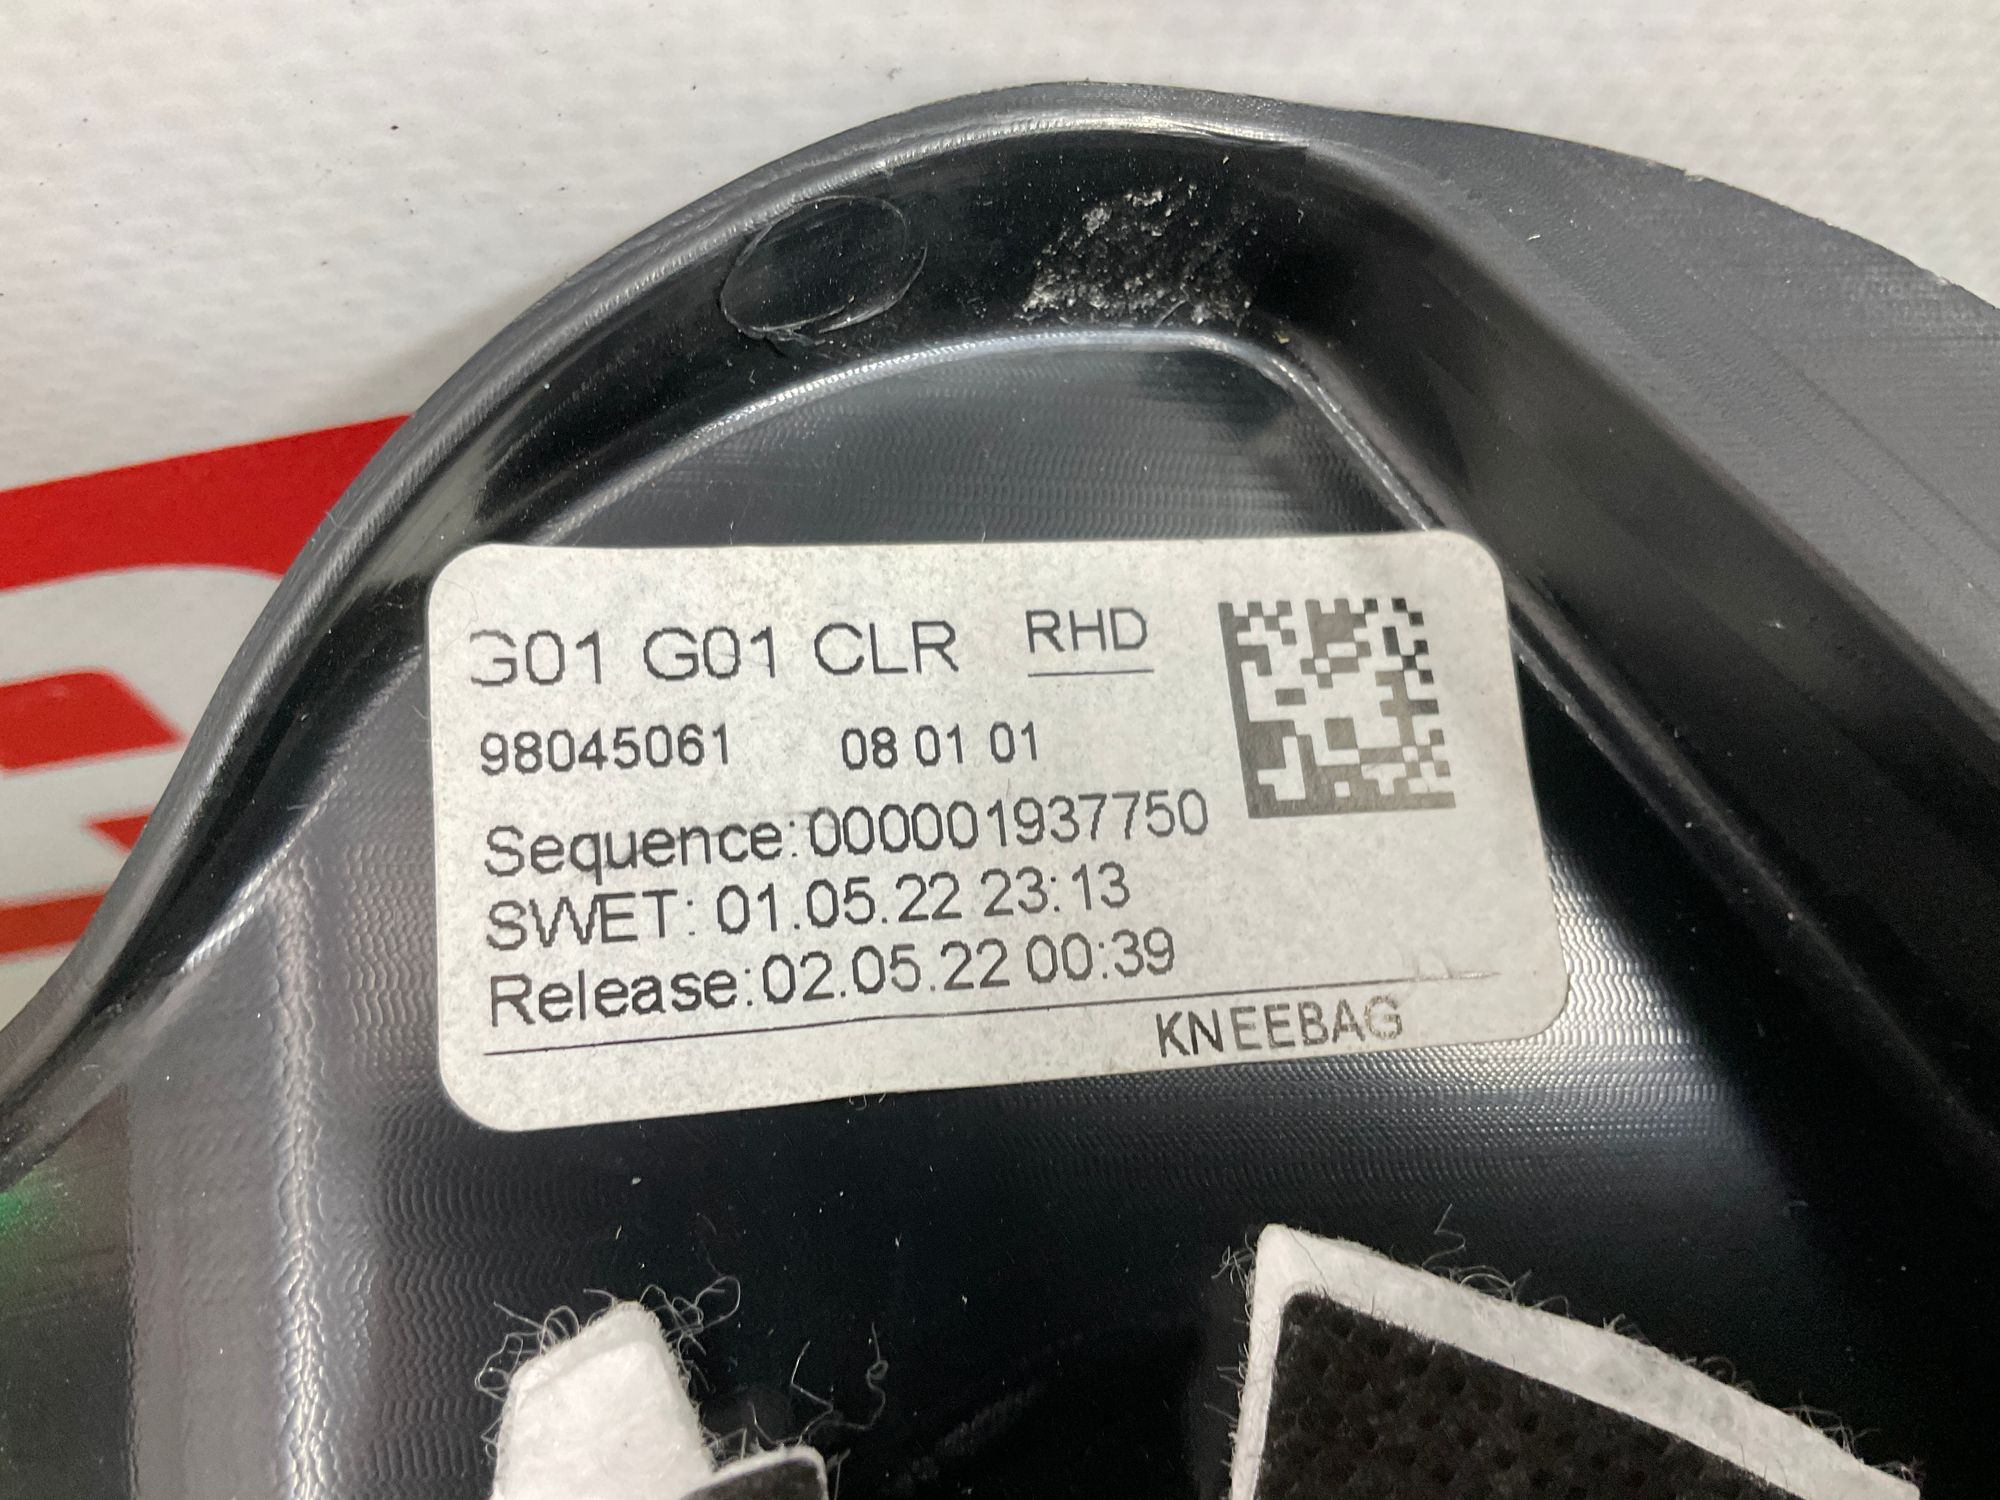 G01 G01 CLR RHD
98045061 08 01 01
Sequence:000001937750
SWET: 01.05.22 23:13
Release:02.05.22 00:39
KNEEBAG